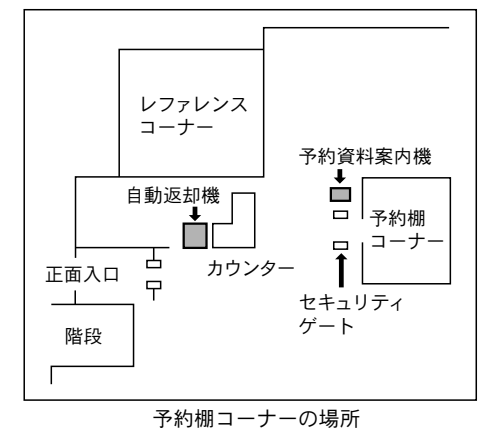 レファレンス
コーナー
予約資料案内機
自動返却機
予約棚
コーナー
正面入口
カウンター
セキュリティ
ゲート
階段
予約棚コーナーの場所